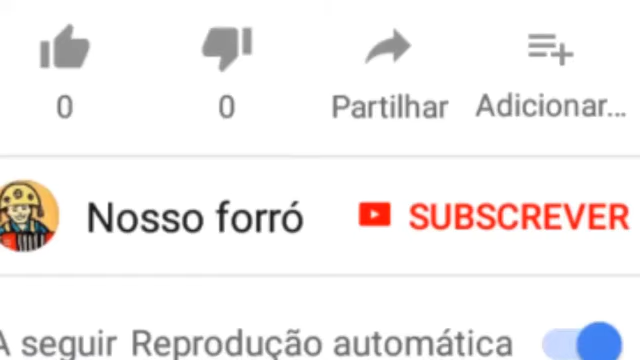 0 0 Partilhar Adicionar...
Nosso forró SUBSCREVER
A seguir Reprodução automática